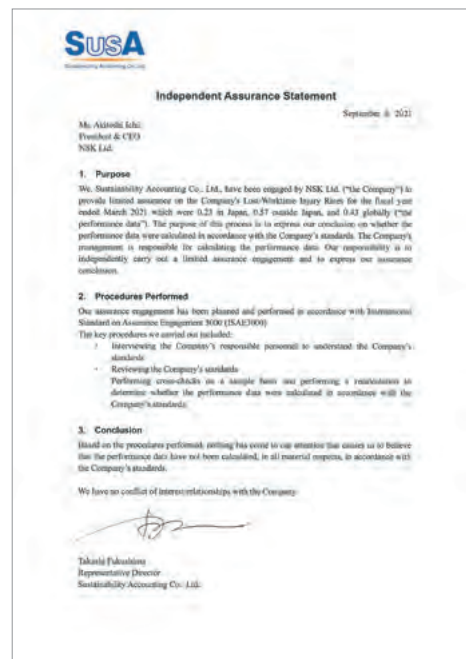 SusA
Sustainability Accounting Co., Ltd.
Independent Assurance Statement
September 2021
Mr. Akitoshi Ichii
President & CEO
NSK Ltd.
1. Purpose
We, Sustainability Accounting Co., Ltd., have been engaged by NSK Ltd. ("the Company") to
provide limited assurance on the Company's Lost-Worktime Injury Rates for the fiscal year
ended March 2021 which were 0.23 in Japan, 0.57 outside Japan, and 0.43 globally ("the
performance data"). The purpose of this process is to express our conclusion on whether the
performance data were calculated in accordance with the Company's standards. The Company's
management is responsible for calculating the performance data. Our responsibility is to
independently carry out a limited assurance engagement and to express our assurance
conclusion.
2. Procedures Performed
Our assurance engagement has been planned and performed in accordance with International
Standard on Assurance Engagement 3000 (ISAE3000)
The key procedures we carried out included:
· Interviewing the Company's responsible personnel to understand the Company's
standards
· Reviewing the Company's standards
Performing cross-checks on a sample basis and performing a recalculation to
determine whether the performance data were calculated in accordance with the
Company's standards.
3. Conclusion
Based on the procedures performed, nothing has come to our attention that causes us to believe
that the performance data have not been calculated, in all material respects, in accordance with
the Company's standards.
We have no conflict of interest relationships with the Company.
Takashi Fukushima
Representative Director
Sustainability Accounting Co., Ltd.